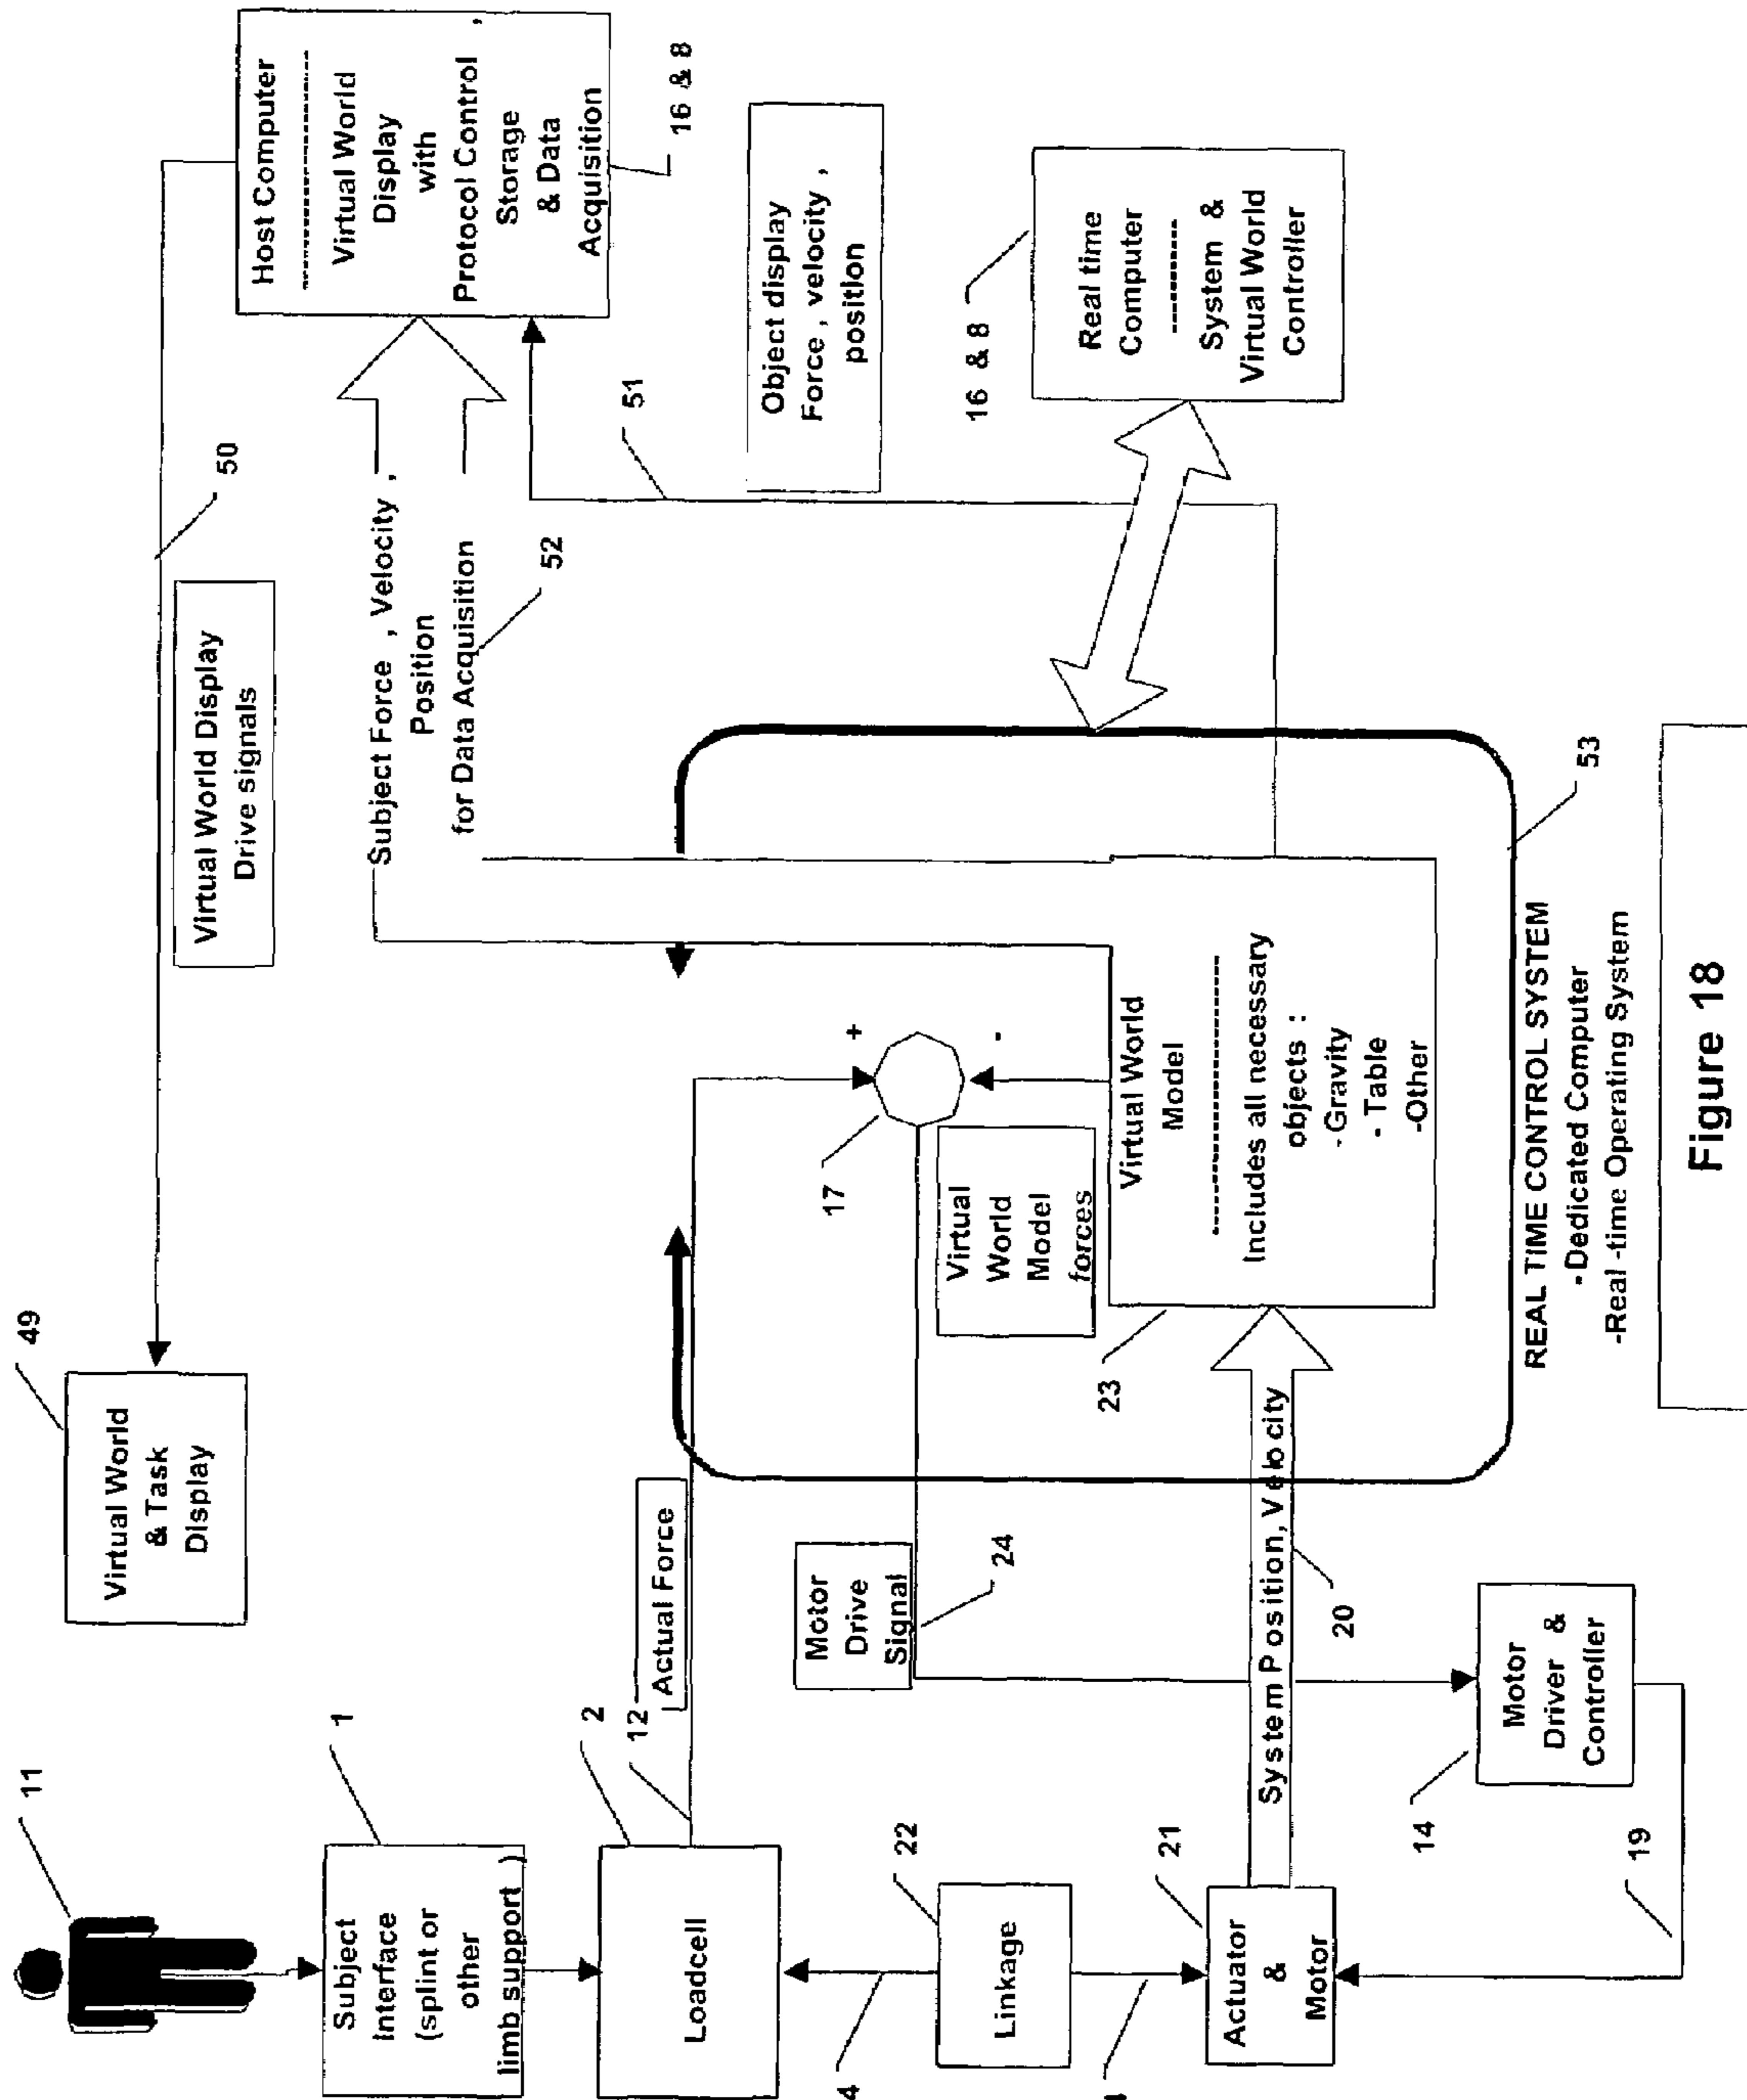 11
Subject
Interface
(splint or
other
limb support )
1
Loadcell
2
12
Actual Force
4
Linkage
22
Actuator
&
Motor
21
System Position, Velocity
20
Motor
Driver &
Controller
14
19
Motor
Drive
Signal
24
Virtual World
& Task
Display
49
Virtual World Display
Drive signals
50
Host Computer
Virtual World
Display
with
Protocol Control ,
Storage
& Data
Acquisition
16 & 8
Subject Force , Velocity ,
Position
for Data Acquisition
52
51
Object display
Force , velocity ,
position
16 & 8
Real time
Computer
System &
Virtual World
Controller
17
+
-
Virtual
World
Model
forces
23
Virtual World
Model
Includes all necessary
objects :
- Gravity
- Table
-Other
53
REAL TIME CONTROL SYSTEM
- Dedicated Computer
-Real -time Operating System
Figure 18